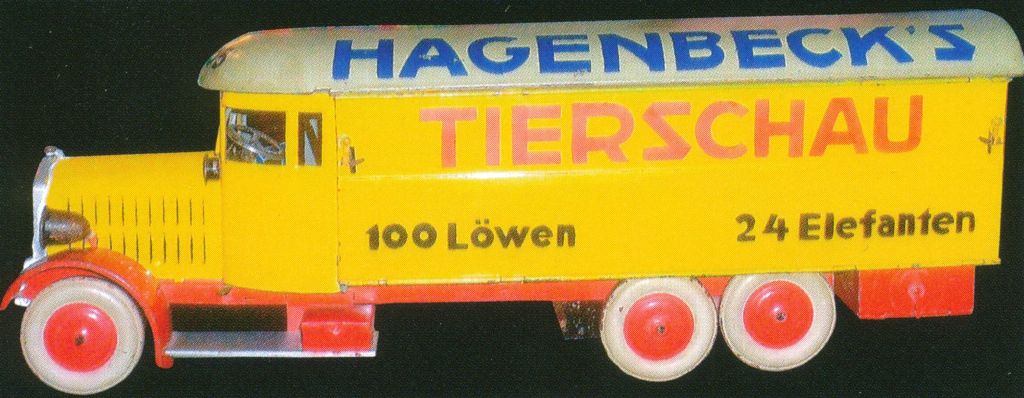 HAGENBECK'S
TIERSCHAU
100 Löwen
24 Elefanten